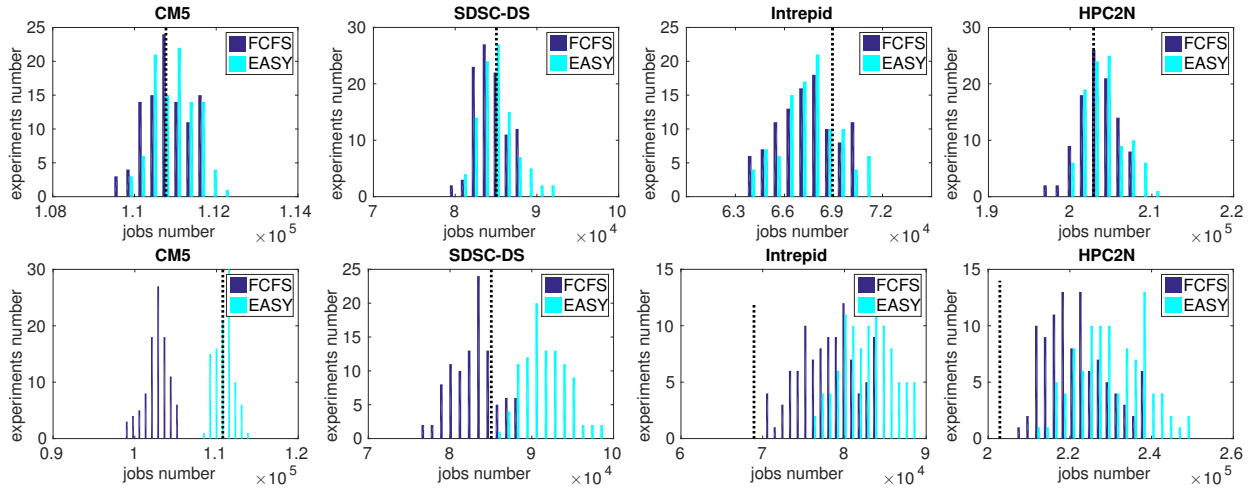 CM5
SDSC-DS
Intrepid
HPC2N
experiments number
25
20
15
10
5
0
FCFS
EASY
1.08
1.1
1.12
1.14
jobs number
×10^5
experiments number
30
20
10
0
FCFS
EASY
7
8
9
10
jobs number
×10^4
experiments number
25
20
15
10
5
0
FCFS
EASY
6.3
6.6
6.9
7.2
jobs number
×10^4
experiments number
30
20
10
0
FCFS
EASY
1.9
2
2.1
2.2
jobs number
×10^5
CM5
SDSC-DS
Intrepid
HPC2N
experiments number
30
20
10
0
FCFS
EASY
0.9
1
1.1
1.2
jobs number
×10^5
experiments number
25
20
15
10
5
0
FCFS
EASY
7
8
9
10
jobs number
×10^4
experiments number
15
10
5
0
FCFS
EASY
6
7
8
9
jobs number
×10^4
experiments number
15
10
5
0
FCFS
EASY
2
2.2
2.4
2.6
jobs number
×10^5